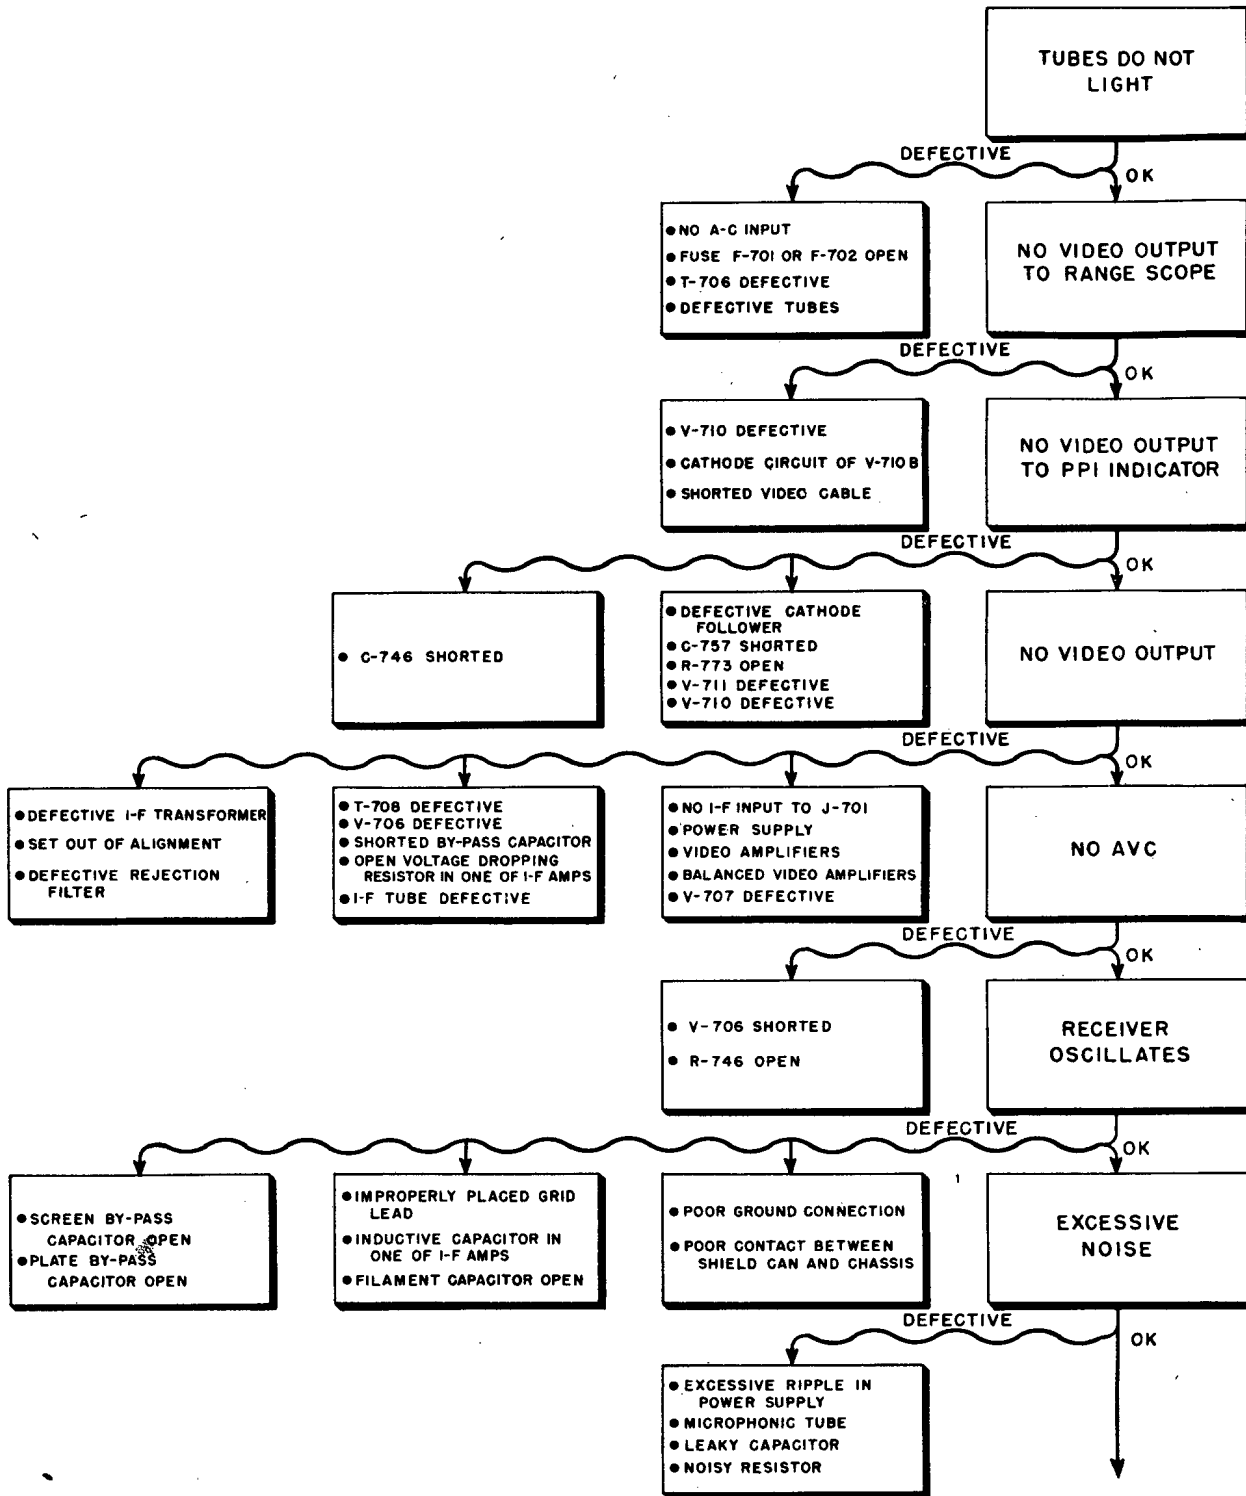 TUBES DO NOT
LIGHT
DEFECTIVE
OK
● NO A-C INPUT
● FUSE F-701 OR F-702 OPEN
● T-706 DEFECTIVE
● DEFECTIVE TUBES
NO VIDEO OUTPUT
TO RANGE SCOPE
DEFECTIVE
OK
● V-710 DEFECTIVE
● CATHODE CIRCUIT OF V-710B
● SHORTED VIDEO CABLE
NO VIDEO OUTPUT
TO PPI INDICATOR
DEFECTIVE
OK
● C-746 SHORTED
● DEFECTIVE CATHODE
FOLLOWER
● C-757 SHORTED
● R-773 OPEN
● V-711 DEFECTIVE
● V-710 DEFECTIVE
NO VIDEO OUTPUT
DEFECTIVE
OK
● DEFECTIVE I-F TRANSFORMER
● SET OUT OF ALIGNMENT
● DEFECTIVE REJECTION
FILTER
● T-708 DEFECTIVE
● V-706 DEFECTIVE
● SHORTED BY-PASS CAPACITOR
● OPEN VOLTAGE DROPPING
RESISTOR IN ONE OF I-F AMPS
● I-F TUBE DEFECTIVE
● NO I-F INPUT TO J-701
● POWER SUPPLY
● VIDEO AMPLIFIERS
● BALANCED VIDEO AMPLIFIERS
● V-707 DEFECTIVE
NO AVC
DEFECTIVE
OK
● V-706 SHORTED
● R-746 OPEN
RECEIVER
OSCILLATES
DEFECTIVE
OK
● SCREEN BY-PASS
CAPACITOR OPEN
● PLATE BY-PASS
CAPACITOR OPEN
● IMPROPERLY PLACED GRID
LEAD
● INDUCTIVE CAPACITOR IN
ONE OF I-F AMPS
● FILAMENT CAPACITOR OPEN
● POOR GROUND CONNECTION
● POOR CONTACT BETWEEN
SHIELD CAN AND CHASSIS
EXCESSIVE
NOISE
DEFECTIVE
OK
● EXCESSIVE RIPPLE IN
POWER SUPPLY
● MICROPHONIC TUBE
● LEAKY CAPACITOR
● NOISY RESISTOR